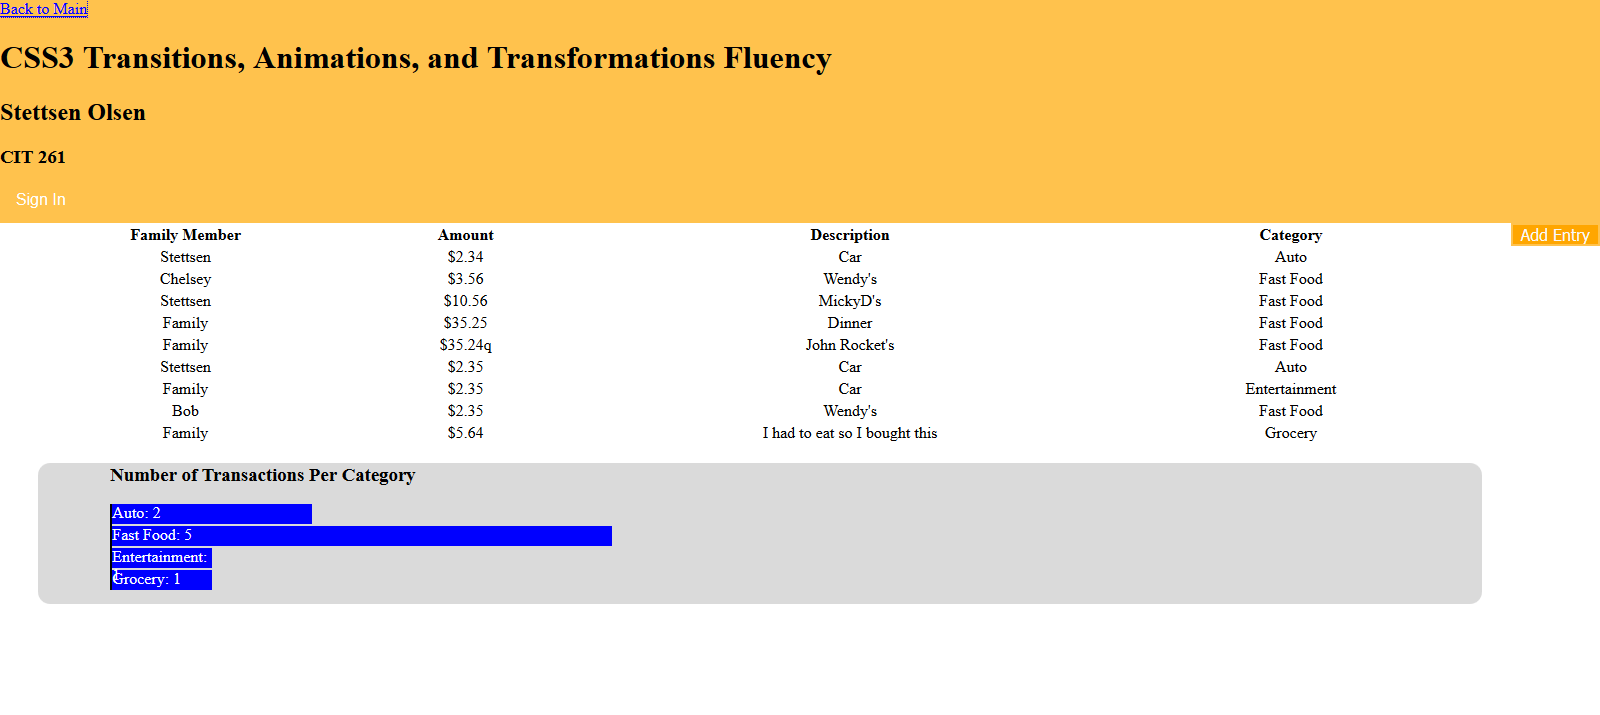 Back to Main
CSS3 Transitions, Animations, and Transformations Fluency
Stettsen Olsen
CIT 261
Sign In
Family Member Amount Description Category Add Entry
Stettsen $2.34 Car Auto
Chelsey $3.56 Wendy's Fast Food
Stettsen $10.56 MickyD's Fast Food
Family $35.25 Dinner Fast Food
Family $35.24q John Rocket's Fast Food
Stettsen $2.35 Car Auto
Family $2.35 Car Entertainment
Bob $2.35 Wendy's Fast Food
Family $5.64 I had to eat so I bought this Grocery
Number of Transactions Per Category
Auto: 2
Fast Food: 5
Entertainment:
Grocery: 1